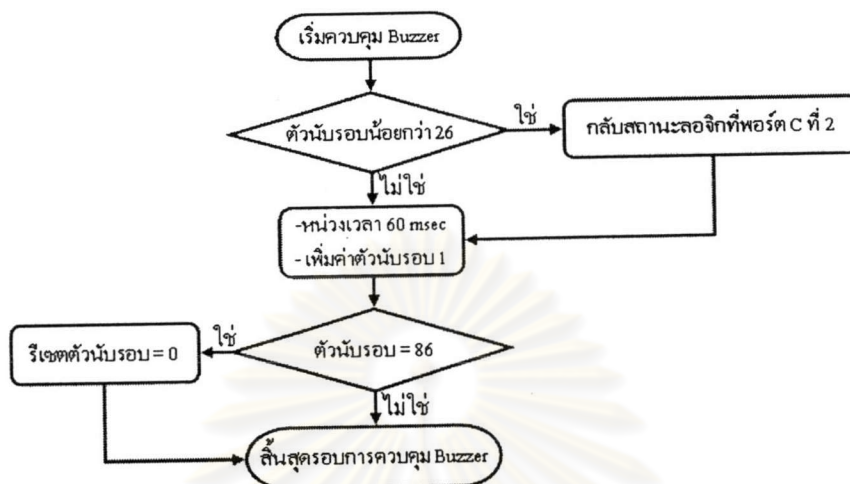 เริ่มควบคุม Buzzer
ตัวนับรอบน้อยกว่า 26
ใช่
กลับสถานะลอจิกที่พอร์ต C ที่ 2
ไม่ใช่
-หน่วงเวลา 60 msec
- เพิ่มค่าตัวนับรอบ 1
ใช่
รีเซตตัวนับรอบ = 0
ตัวนับรอบ = 86
ไม่ใช่
สิ้นสุดรอบการควบคุม Buzzer